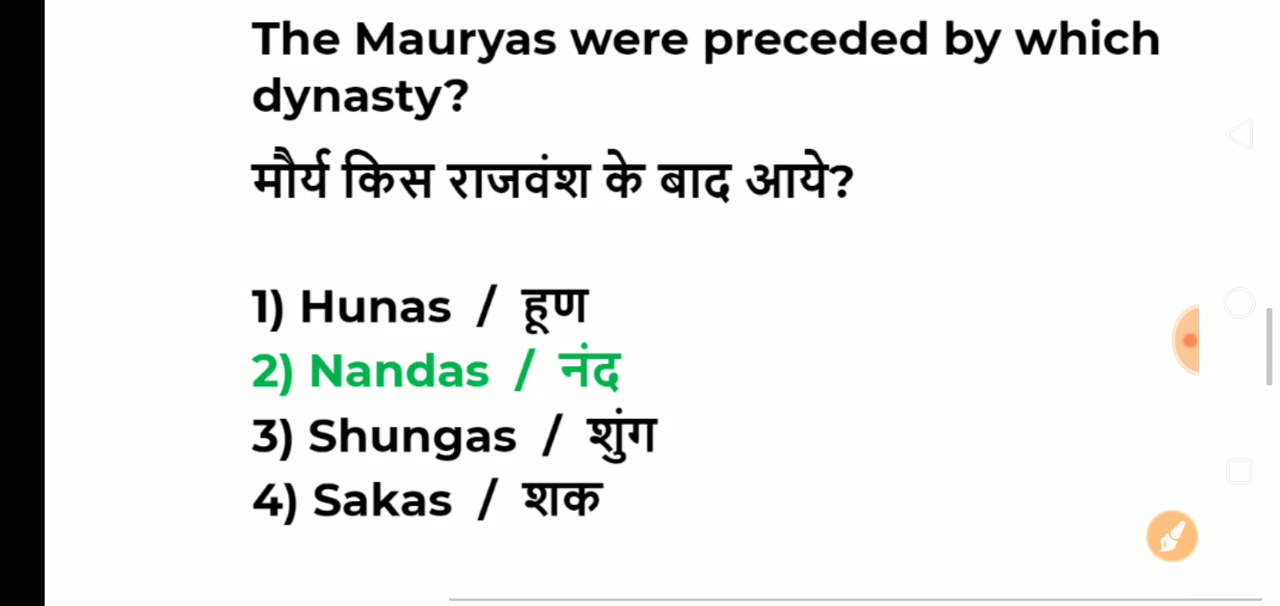 The Mauryas were preceded by which
dynasty?
मौर्य किस राजवंश के बाद आये?
1) Hunas / हूण
2) Nandas / नंद
3) Shungas / शुंग
4) Sakas / शक